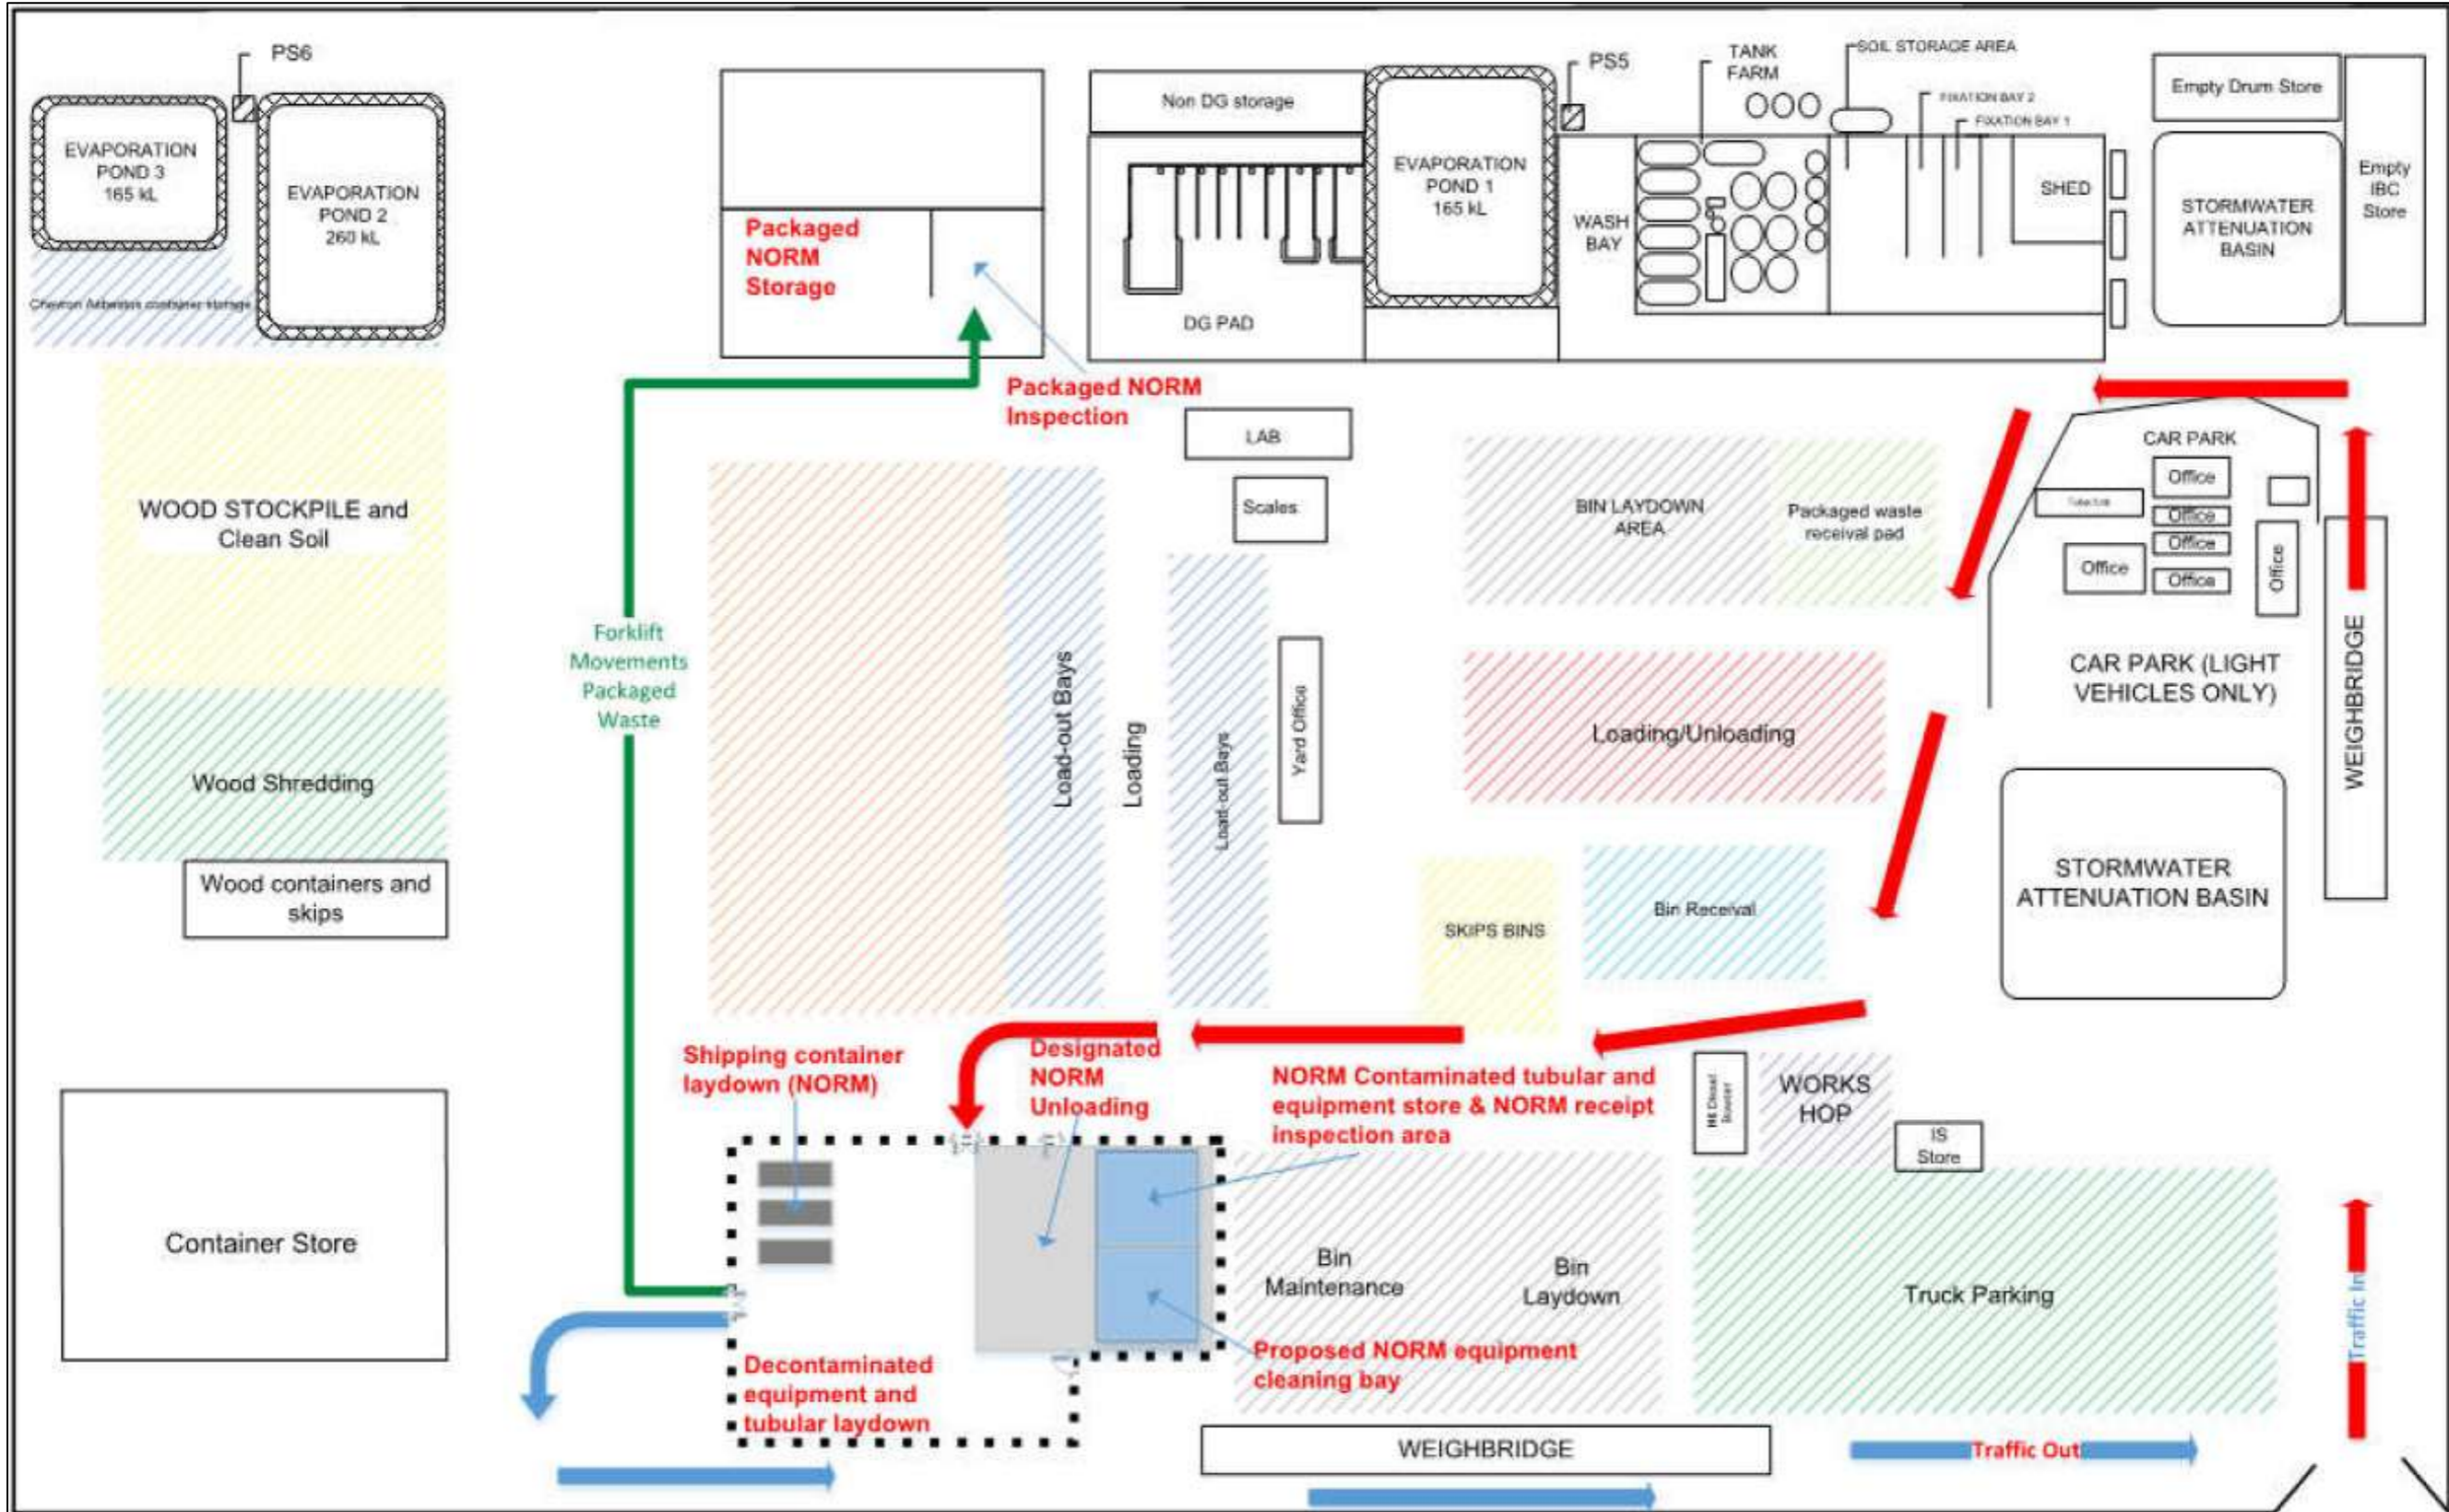 PS6
EVAPORATION
POND 3
165 kL
EVAPORATION
POND 2
260 kL
Chevron Asbestos container storage
WOOD STOCKPILE and
Clean Soil
Wood Shredding
Wood containers and
skips
Container Store
Packaged
NORM
Storage
Packaged NORM
Inspection
Forklift
Movements
Packaged
Waste
Non DG storage
DG PAD
EVAPORATION
POND 1
165 kL
PS5
WASH
BAY
TANK
FARM
SOIL STORAGE AREA
FIXATION BAY 2
FIXATION BAY 1
SHED
Empty Drum Store
STORMWATER
ATTENUATION
BASIN
Empty
IBC
Store
LAB
Scales
Load-out Bays
Loading
Load-out Bays
Yard Office
BIN LAYDOWN
AREA
Packaged waste
receival pad
Loading/Unloading
SKIPS BINS
Bin Receival
CAR PARK
Office
Office
Office
Office
Office
Office
CAR PARK (LIGHT
VEHICLES ONLY)
WEIGHBRIDGE
STORMWATER
ATTENUATION BASIN
Shipping container
laydown (NORM)
Designated
NORM
Unloading
NORM Contaminated tubular and
equipment store & NORM receipt
inspection area
WORKS
HOP
IS
Store
Bin
Maintenance
Bin
Laydown
Truck Parking
Proposed NORM equipment
cleaning bay
Decontaminated
equipment and
tubular laydown
WEIGHBRIDGE
Traffic Out
Traffic In